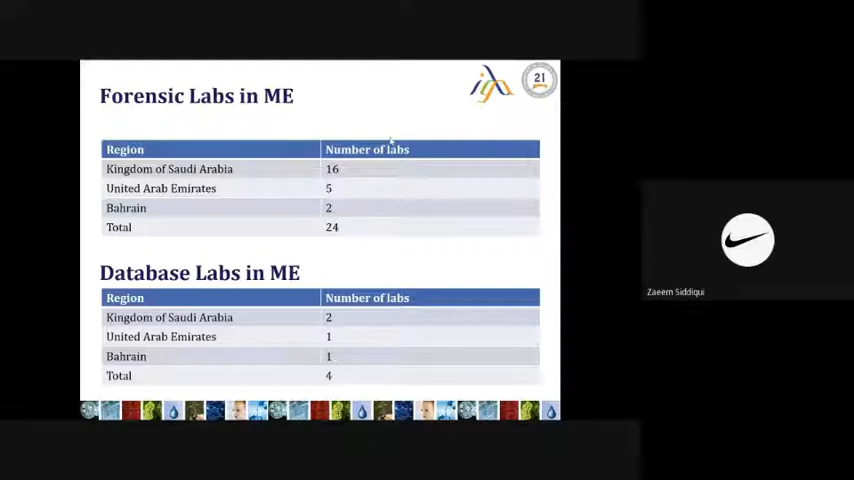 Forensic Labs in ME
21
Region Number of labs
Kingdom of Saudi Arabia 16
United Arab Emirates 5
Bahrain 2
Total 24
Database Labs in ME
Region Number of labs
Kingdom of Saudi Arabia 2
United Arab Emirates 1
Bahrain 1
Total 4
Zaeem Siddiqui